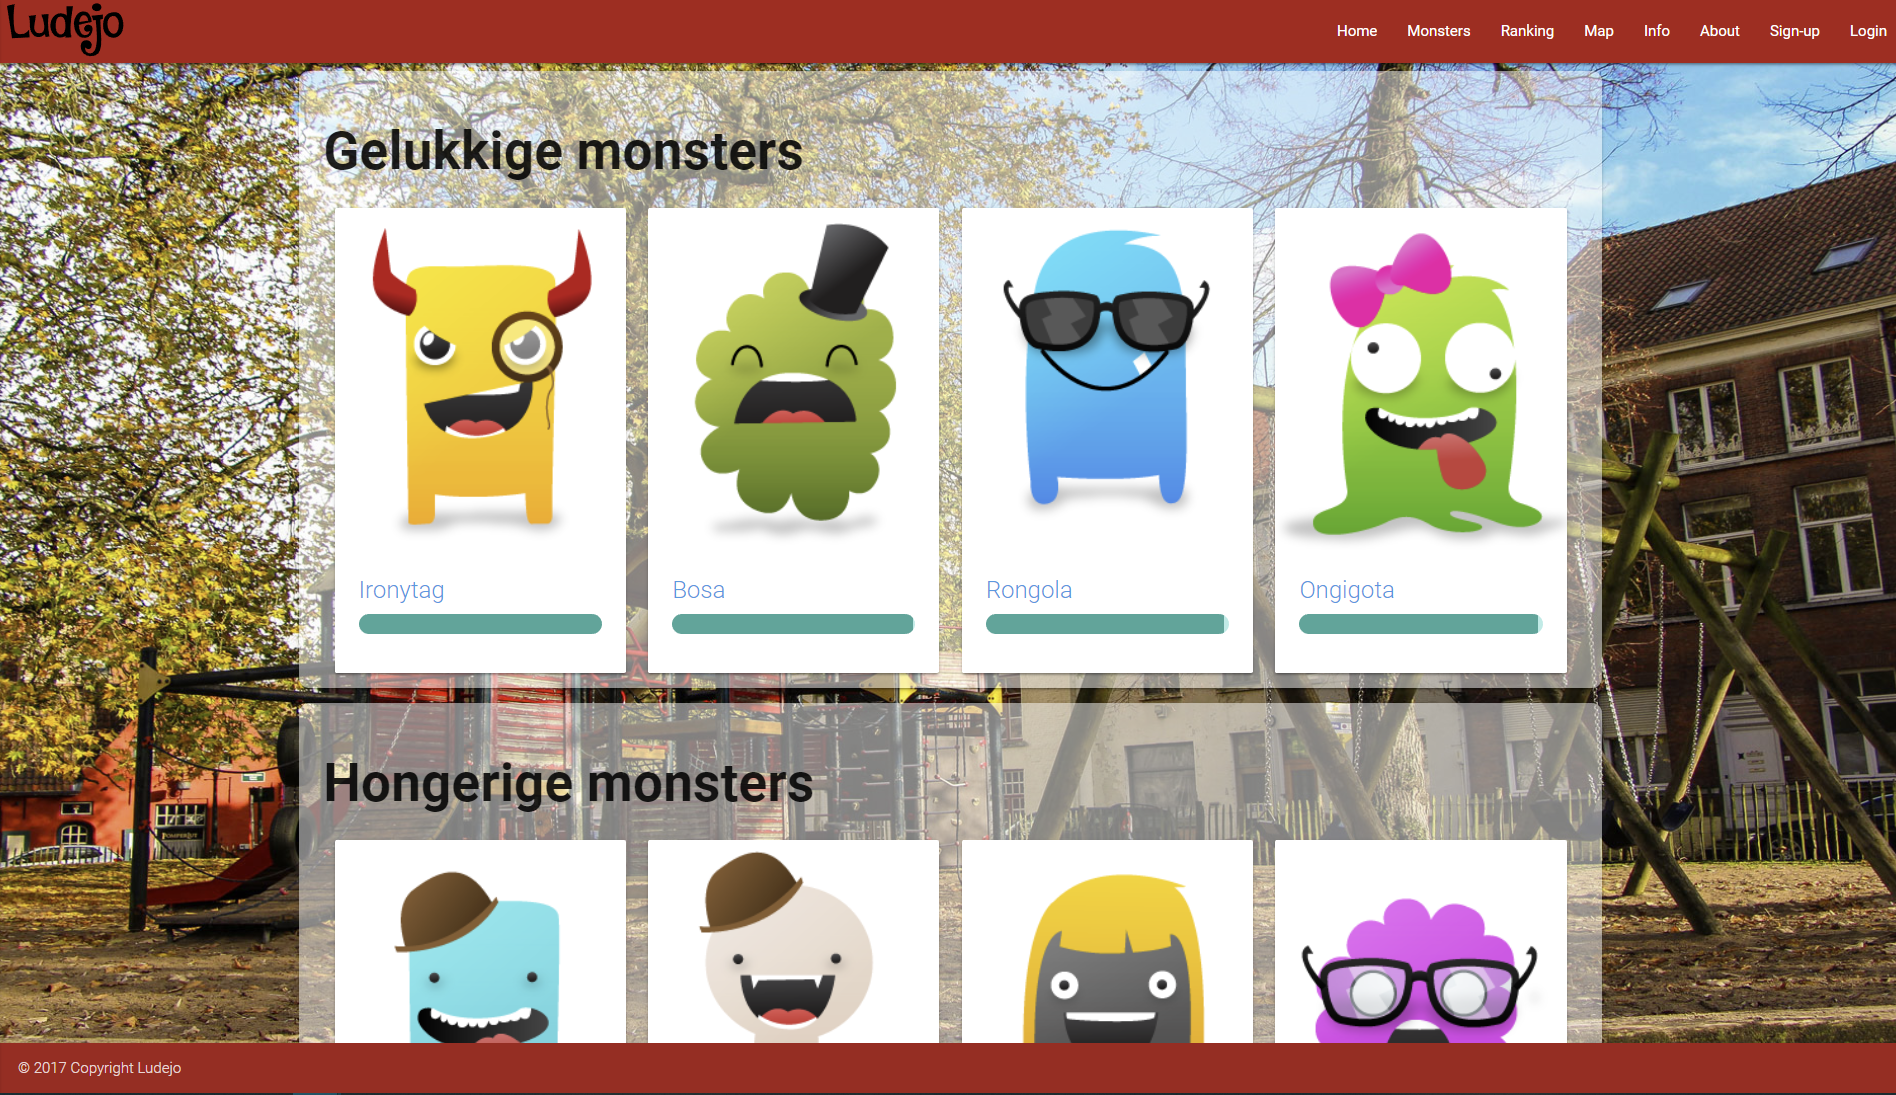 Ludejo
Home Monsters Ranking Map Info About Sign-up Login
Gelukkige monsters
Ironytag Bosa Rongola Ongigota
Hongerige monsters
© 2017 Copyright Ludejo